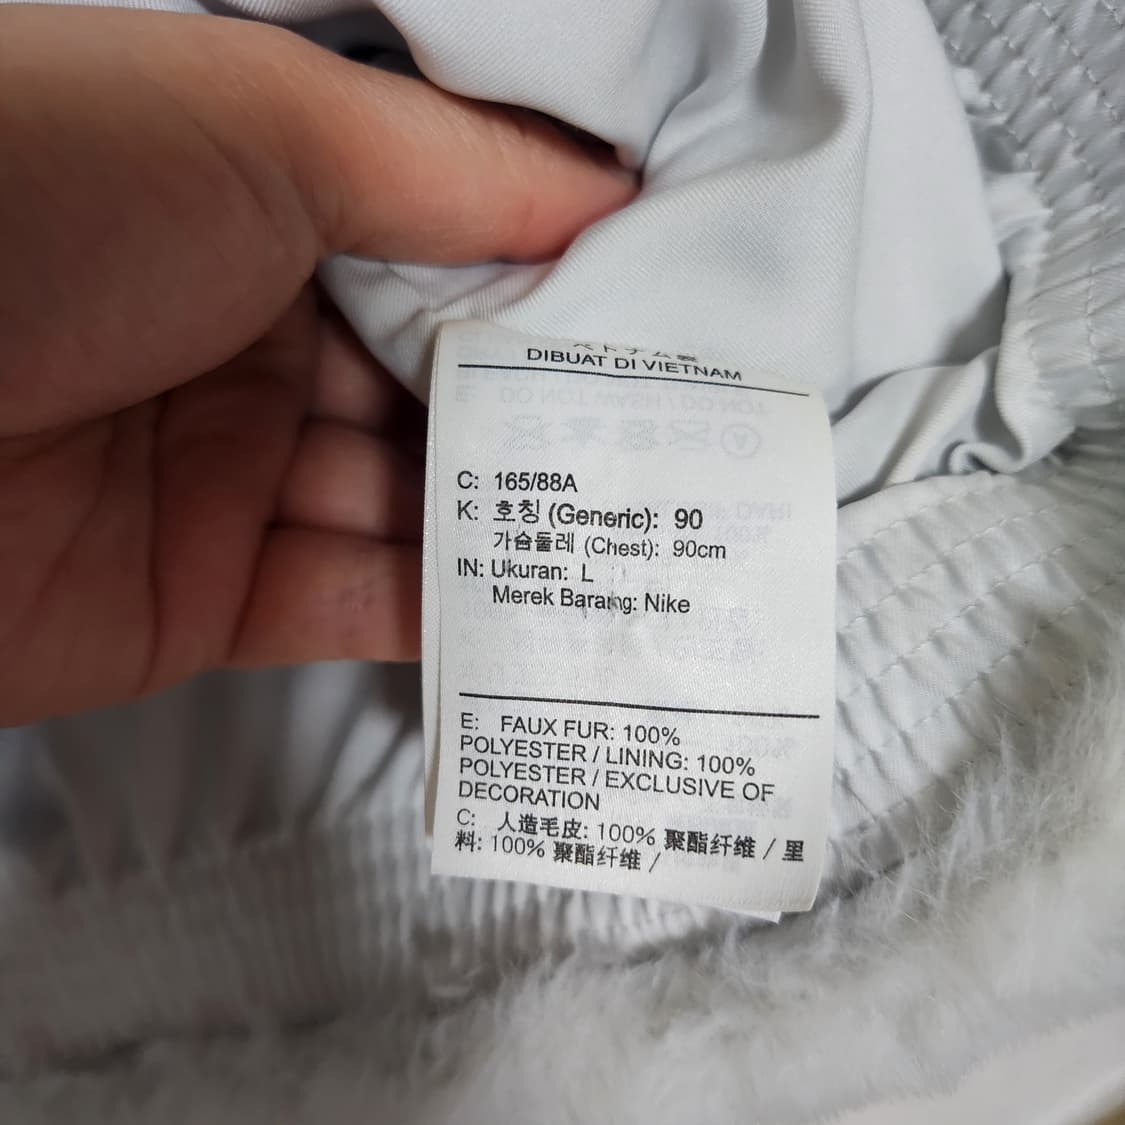 ベトナム製
DIBUAT DI VIETNAM
C: 165/88A
K: 호칭 (Generic): 90
가슴둘레 (Chest): 90cm
IN: Ukuran: L
Merek Barang: Nike
E: FAUX FUR: 100%
POLYESTER / LINING: 100%
POLYESTER / EXCLUSIVE OF
DECORATION
C: 人造毛皮: 100% 聚酯纤维 / 里
料: 100% 聚酯纤维 /